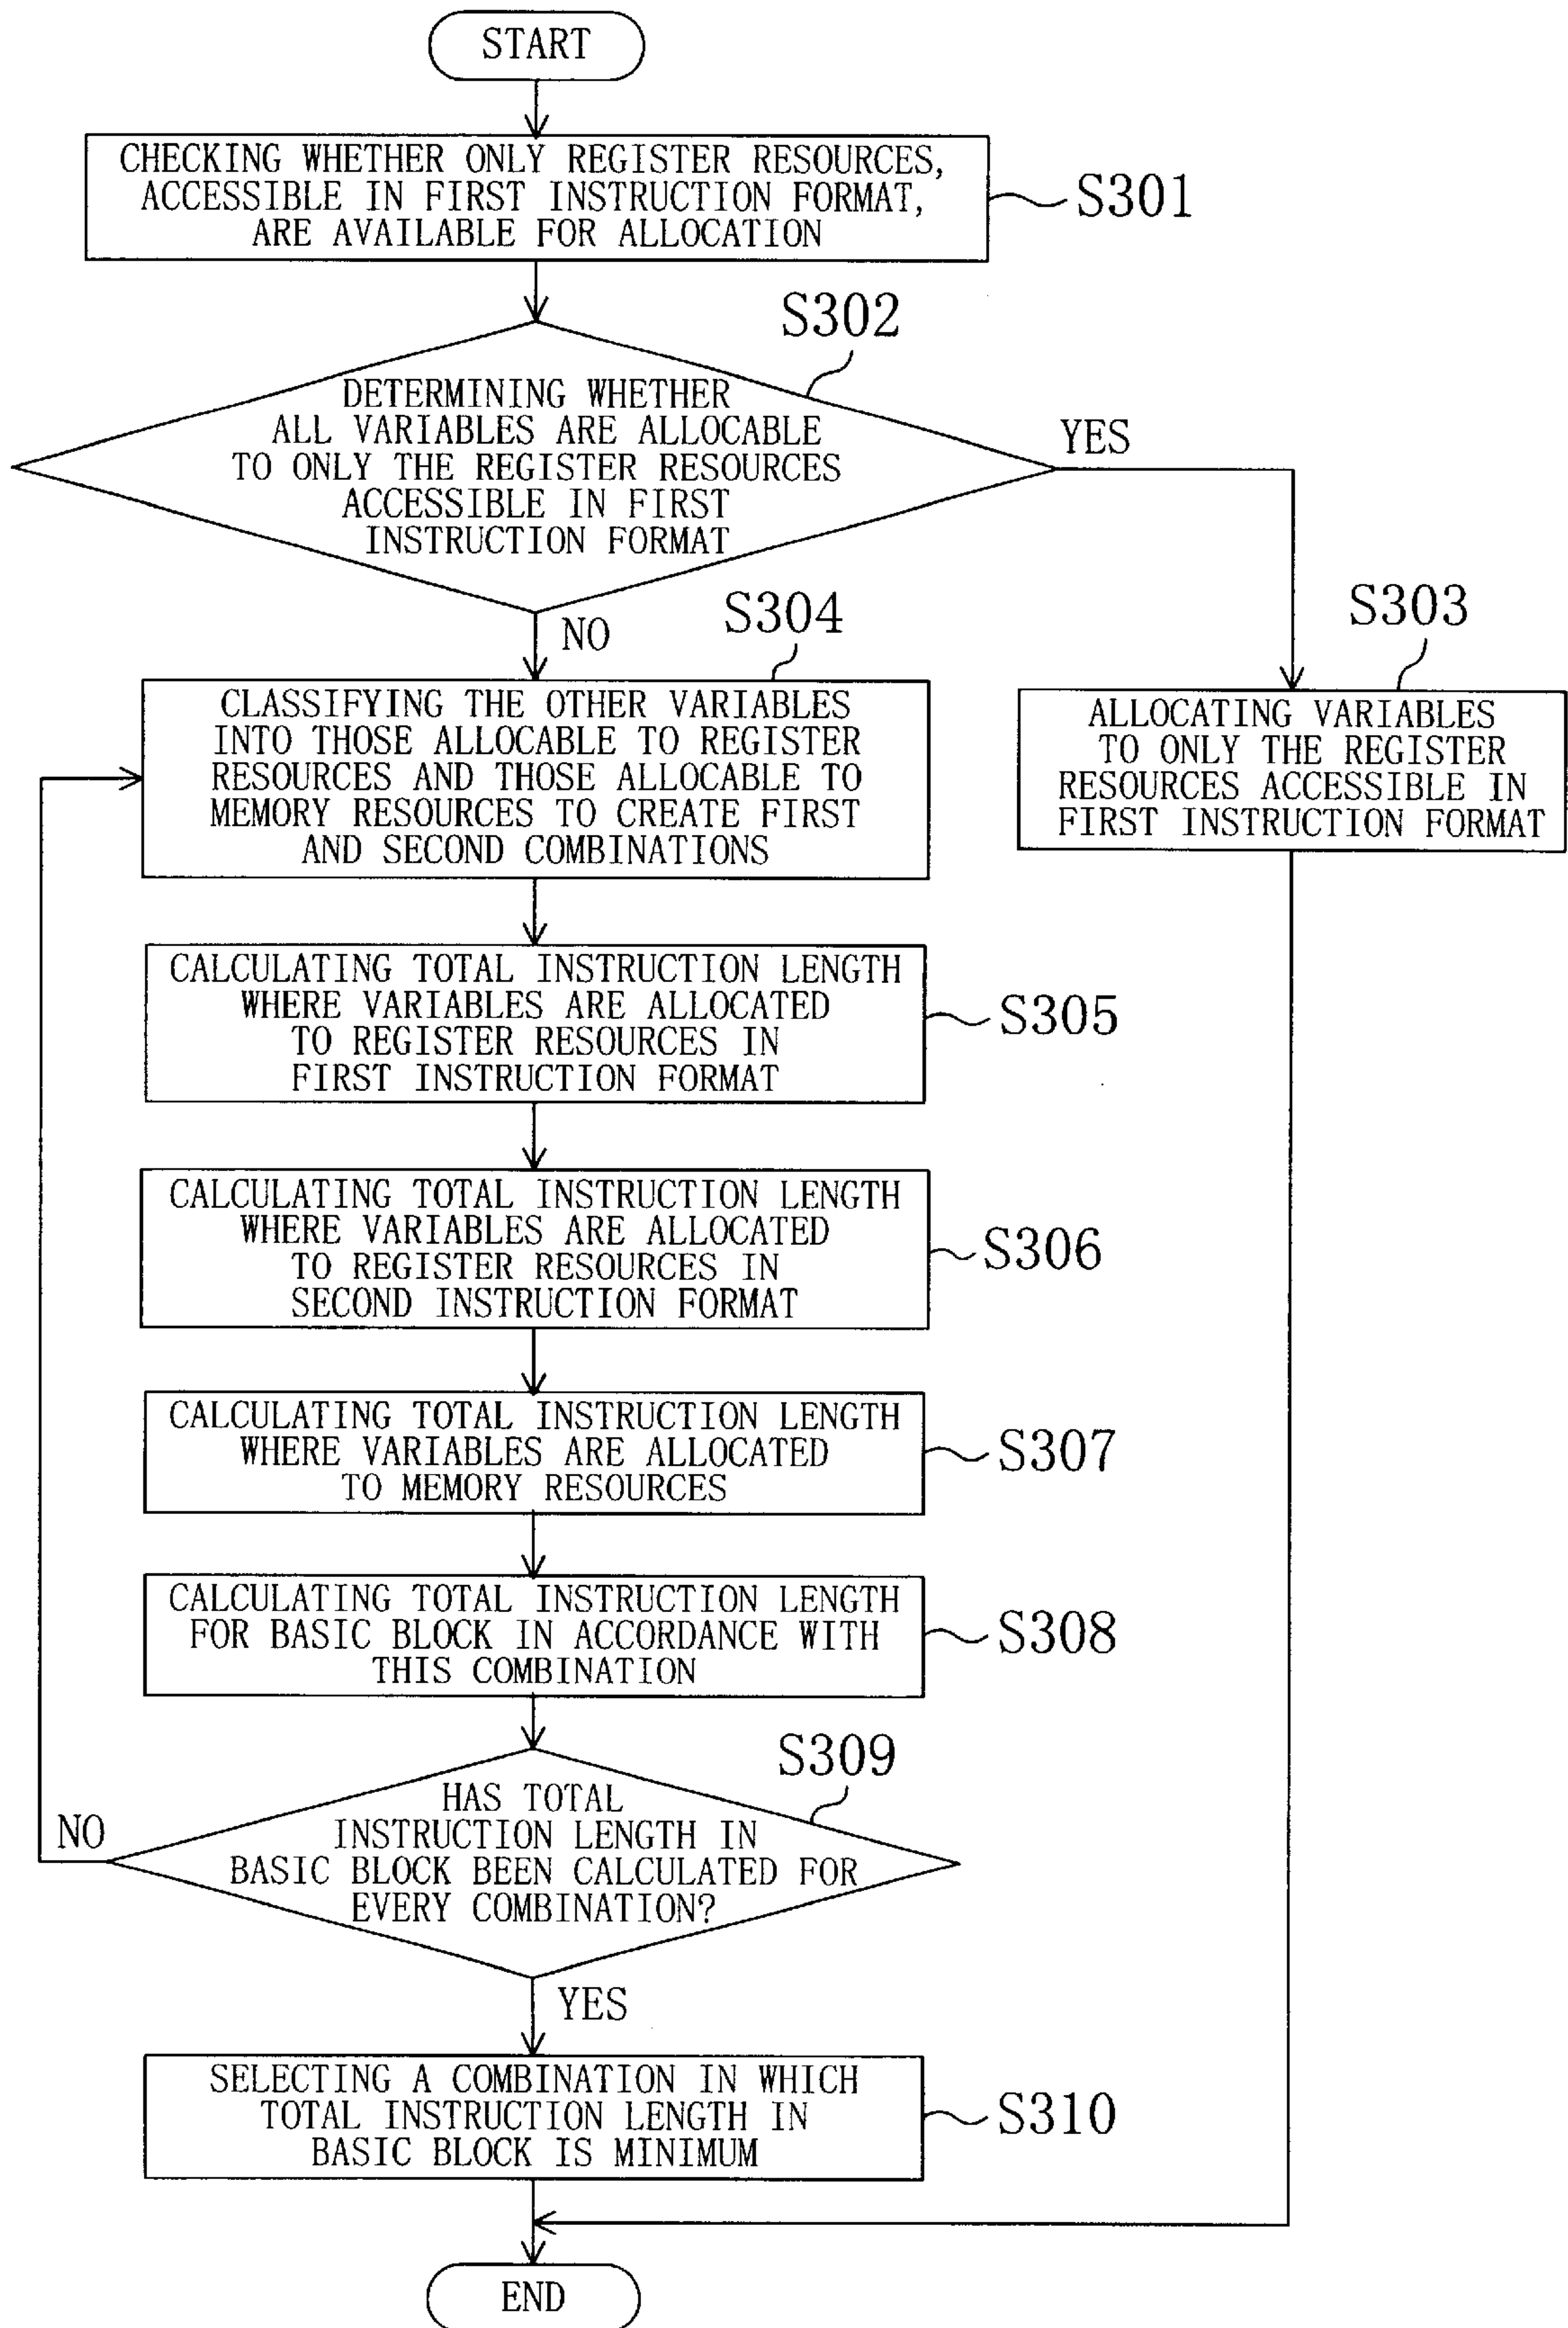 START
CHECKING WHETHER ONLY REGISTER RESOURCES,
ACCESSIBLE IN FIRST INSTRUCTION FORMAT,
ARE AVAILABLE FOR ALLOCATION
S301
S302
DETERMINING WHETHER
ALL VARIABLES ARE ALLOCABLE
TO ONLY THE REGISTER RESOURCES
ACCESSIBLE IN FIRST
INSTRUCTION FORMAT
YES
NO
S303
ALLOCATING VARIABLES
TO ONLY THE REGISTER
RESOURCES ACCESSIBLE IN
FIRST INSTRUCTION FORMAT
S304
CLASSIFYING THE OTHER VARIABLES
INTO THOSE ALLOCABLE TO REGISTER
RESOURCES AND THOSE ALLOCABLE TO
MEMORY RESOURCES TO CREATE FIRST
AND SECOND COMBINATIONS
CALCULATING TOTAL INSTRUCTION LENGTH
WHERE VARIABLES ARE ALLOCATED
TO REGISTER RESOURCES IN
FIRST INSTRUCTION FORMAT
S305
CALCULATING TOTAL INSTRUCTION LENGTH
WHERE VARIABLES ARE ALLOCATED
TO REGISTER RESOURCES IN
SECOND INSTRUCTION FORMAT
S306
CALCULATING TOTAL INSTRUCTION LENGTH
WHERE VARIABLES ARE ALLOCATED
TO MEMORY RESOURCES
S307
CALCULATING TOTAL INSTRUCTION LENGTH
FOR BASIC BLOCK IN ACCORDANCE WITH
THIS COMBINATION
S308
S309
HAS TOTAL
INSTRUCTION LENGTH IN
BASIC BLOCK BEEN CALCULATED FOR
EVERY COMBINATION?
NO
YES
SELECTING A COMBINATION IN WHICH
TOTAL INSTRUCTION LENGTH IN
BASIC BLOCK IS MINIMUM
S310
END